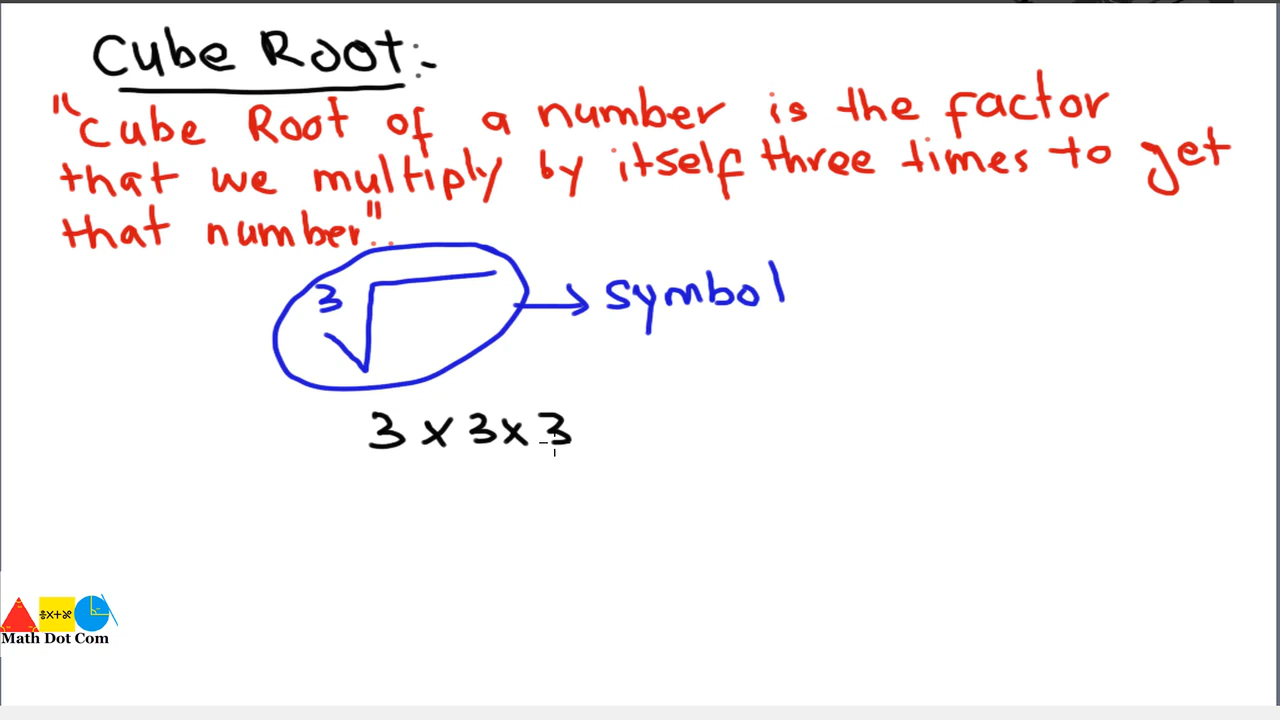 Cube Root:-
"Cube Root of a number is the factor
that we multiply by itself three times to get
that number".
3√ → symbol
3 x 3 x 3
Math Dot Com